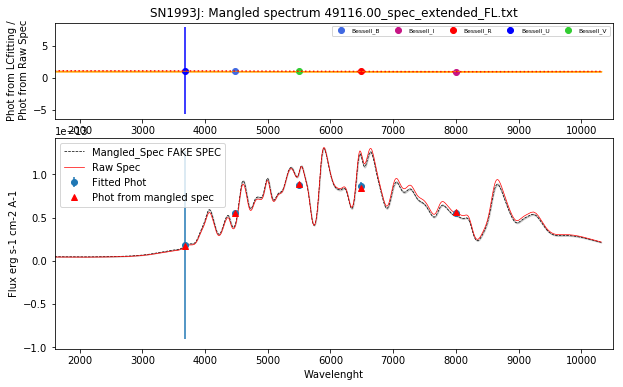 SN1993J: Mangled spectrum 49116.00_spec_extended_FL.txt
Phot from LCfitting /
Phot from Raw Spec
5
0
−5
Bessell_B
Bessell_I
Bessell_R
Bessell_U
Bessell_V
2000 3000 4000 5000 6000 7000 8000 9000 10000
1e−13
Flux erg s-1 cm-2 A-1
1.0
0.5
0.0
−0.5
−1.0
Mangled_Spec FAKE SPEC
Raw Spec
Fitted Phot
Phot from mangled spec
2000 3000 4000 5000 6000 7000 8000 9000 10000
Wavelenght